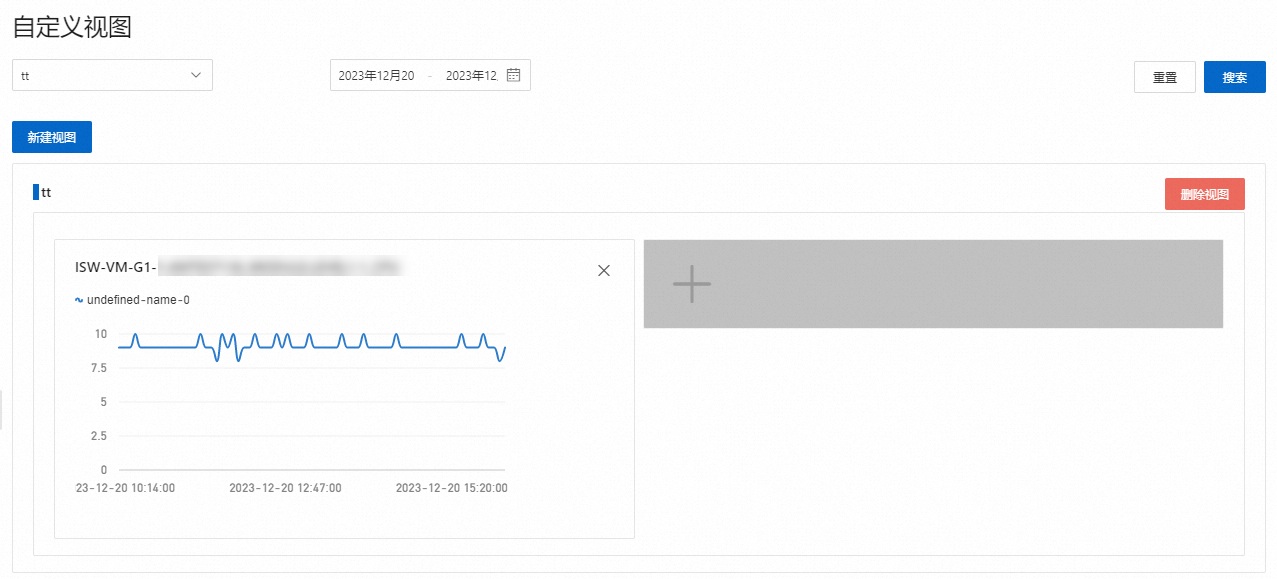 自定义视图
tt
2023年12月20 - 2023年12
重置
搜索
新建视图
tt
删除视图
ISW-VM-G1-
undefined-name-0
10
7.5
5
2.5
0
23-12-20 10:14:00
2023-12-20 12:47:00
2023-12-20 15:20:00